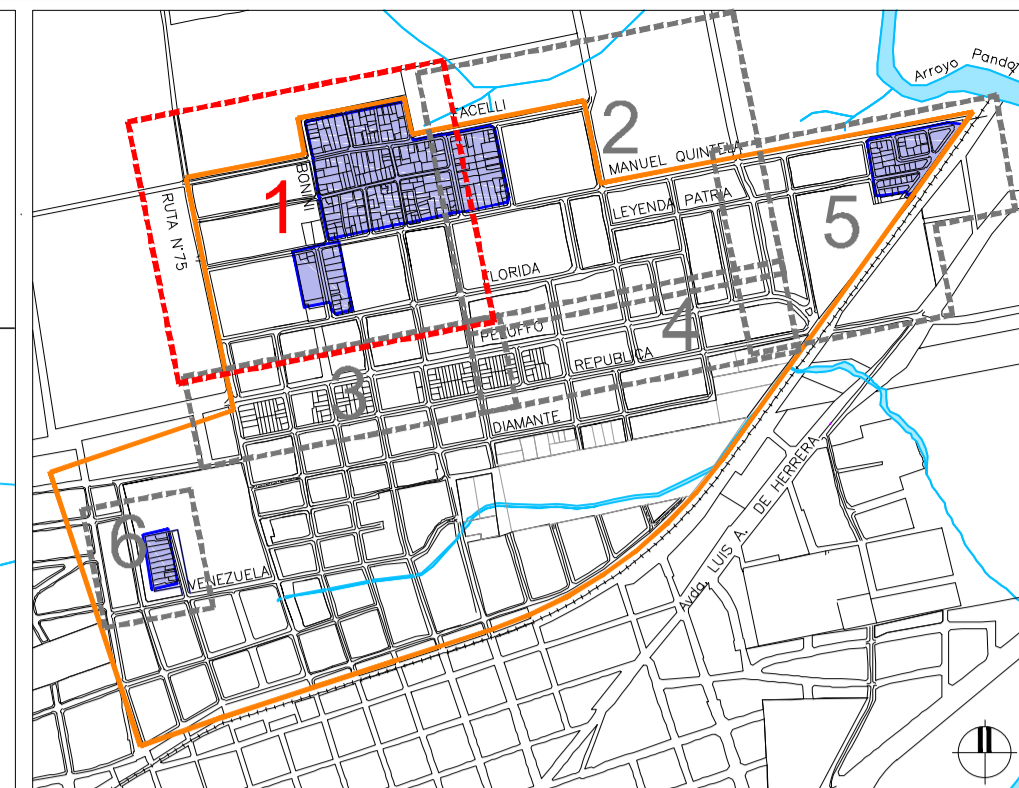 Arroyo Pando
FACELLI
2
MANUEL QUINTELA
BONINI
1
RUTA N°75
LEYENDA PATRIA
5
FLORIDA
4
PELUFFO
REPUBLICA
3
DIAMANTE
Avda. LUIS A. DE HERRERA
6
VENEZUELA